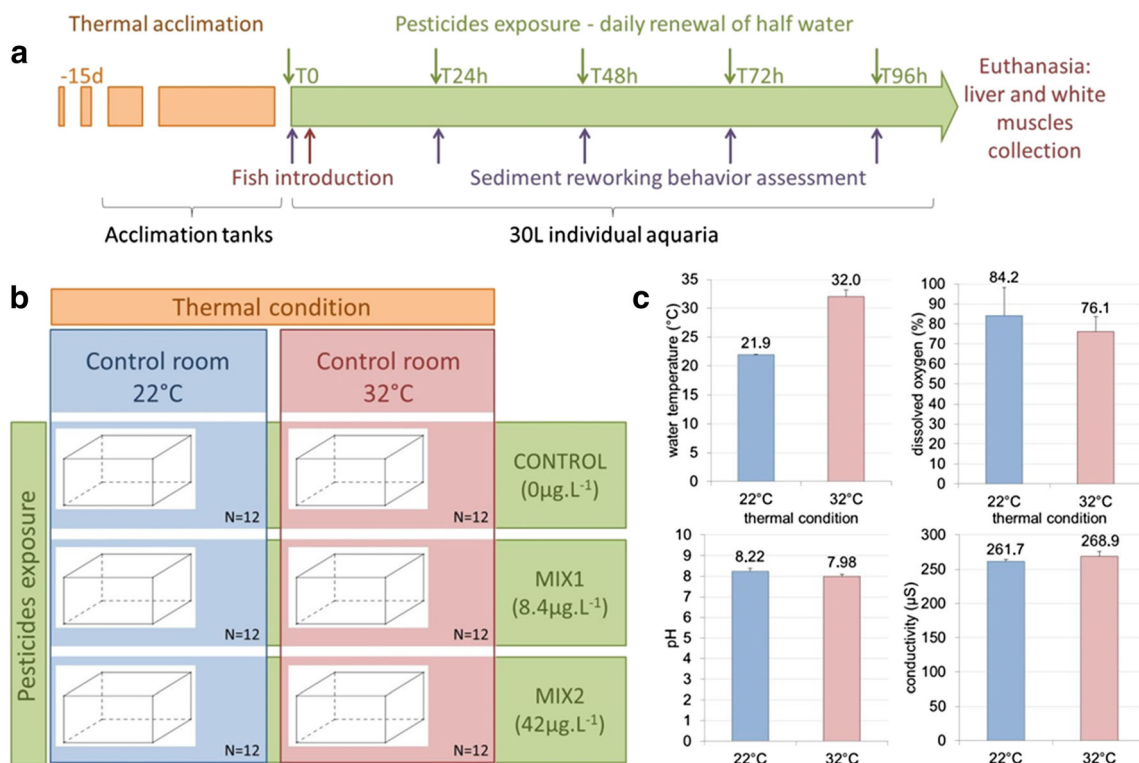 a
Thermal acclimation
Pesticides exposure - daily renewal of half water
-15d
T0
T24h
T48h
T72h
T96h
Euthanasia:
liver and white
muscles
collection
Fish introduction
Sediment reworking behavior assessment
Acclimation tanks
30L individual aquaria
b
Thermal condition
Control room
22°C
Control room
32°C
Pesticides exposure
N=12
N=12
CONTROL
(0µg.L-1)
N=12
N=12
MIX1
(8.4µg.L-1)
N=12
N=12
MIX2
(42µg.L-1)
c
water temperature (°C)
35
30
25
20
15
10
5
0
21.9
32.0
22°C
32°C
thermal condition
dissolved oxygen (%)
100
90
80
70
60
50
40
30
20
10
0
84.2
76.1
22°C
32°C
thermal condition
pH
10
9
8
7
6
5
4
3
2
1
0
8.22
7.98
22°C
32°C
conductivity (µS)
300
250
200
150
100
50
0
261.7
268.9
22°C
32°C